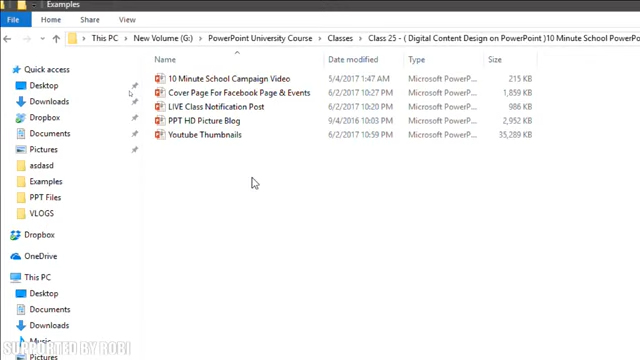 Examples
File Home Share View
This PC New Volume (G:) PowerPoint University Course Classes Class 25 - ( Digital Content Design on PowerPoint )10 Minute School PowerPo
Name Date modified Type Size
Quick access
Desktop
Downloads
Dropbox
Documents
Pictures
asdasd
Examples
PPT Files
VLOGS
Dropbox
OneDrive
This PC
Desktop
Documents
Downloads
Music
Pictures
10 Minute School Campaign Video 5/4/2017 1:47 AM Microsoft PowerP... 215 KB
Cover Page For Facebook Page & Events 6/2/2017 10:27 PM Microsoft PowerP... 1,859 KB
LIVE Class Notification Post 6/2/2017 10:20 PM Microsoft PowerP... 986 KB
PPT HD Picture Blog 9/4/2016 10:03 PM Microsoft PowerP... 2,952 KB
Youtube Thumbnails 6/2/2017 10:59 PM Microsoft PowerP... 35,289 KB
SUPPORTED BY ROBI